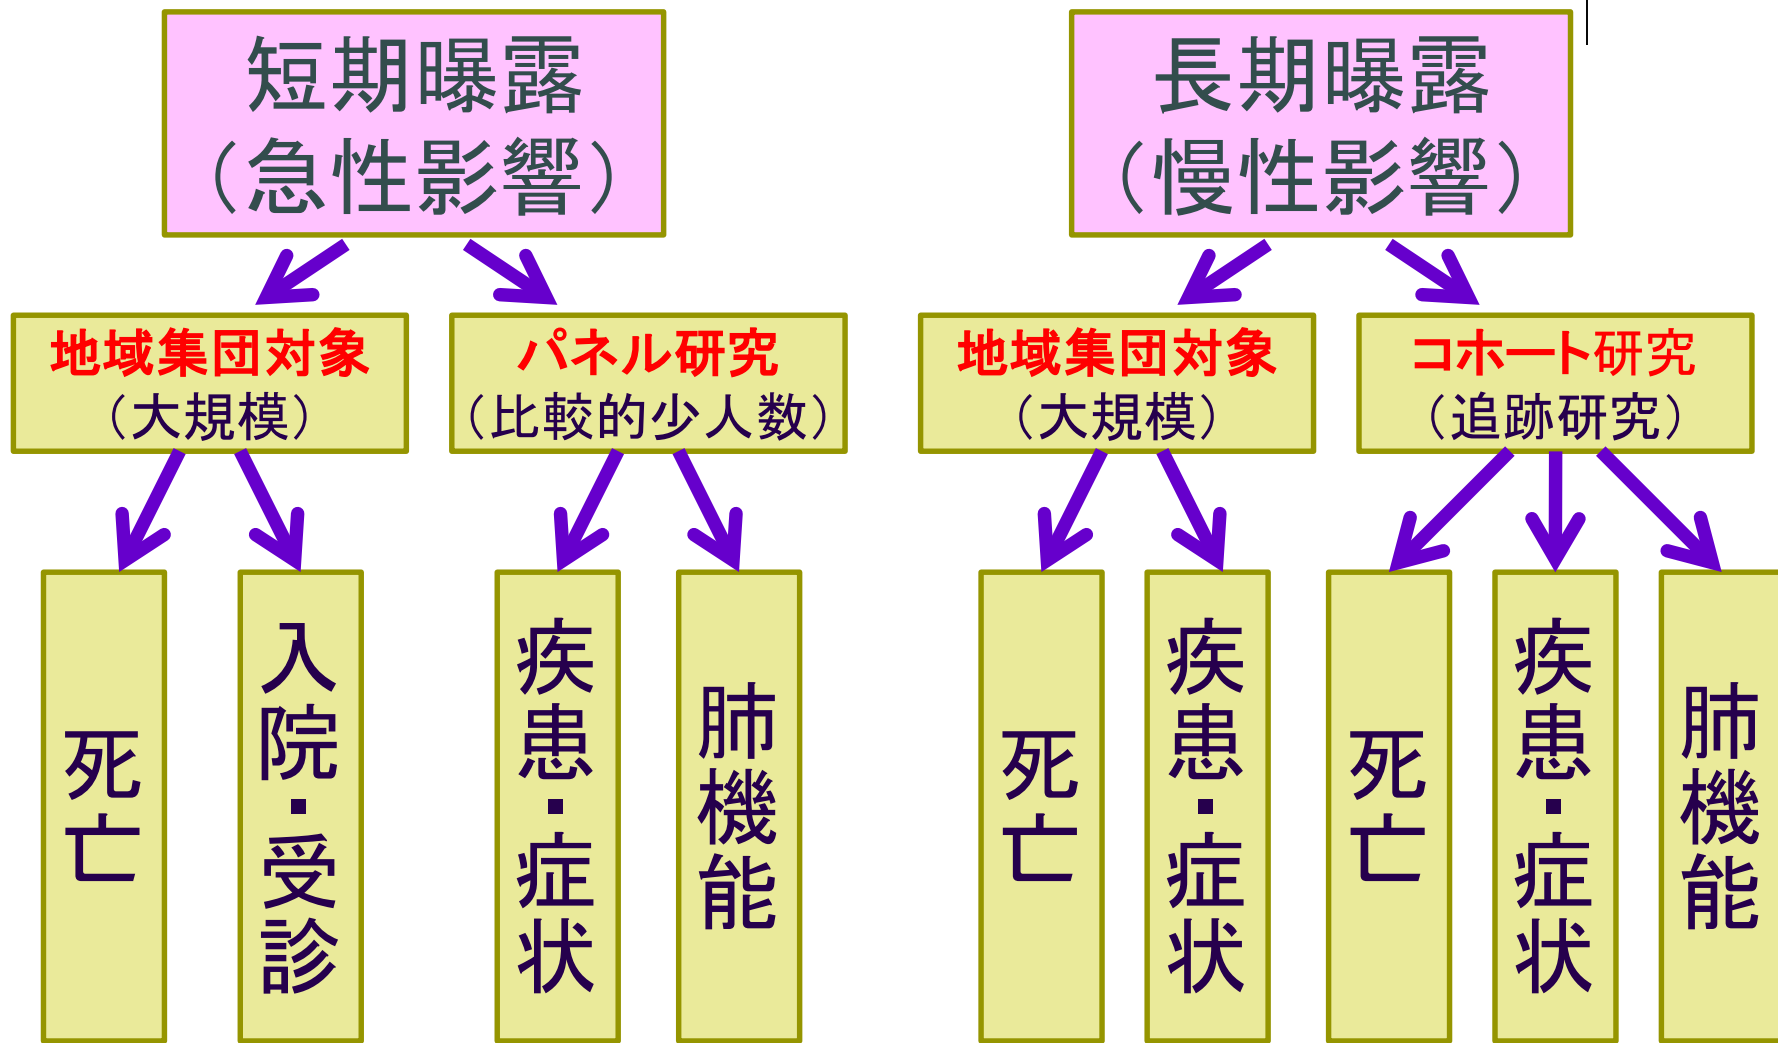 短期曝露
（急性影響）
長期曝露
（慢性影響）
地域集団対象
（大規模）
パネル研究
（比較的少人数）
地域集団対象
（大規模）
コホート研究
（追跡研究）
死亡
入院・受診
疾患・症状
肺機能
死亡
疾患・症状
死亡
疾患・症状
肺機能